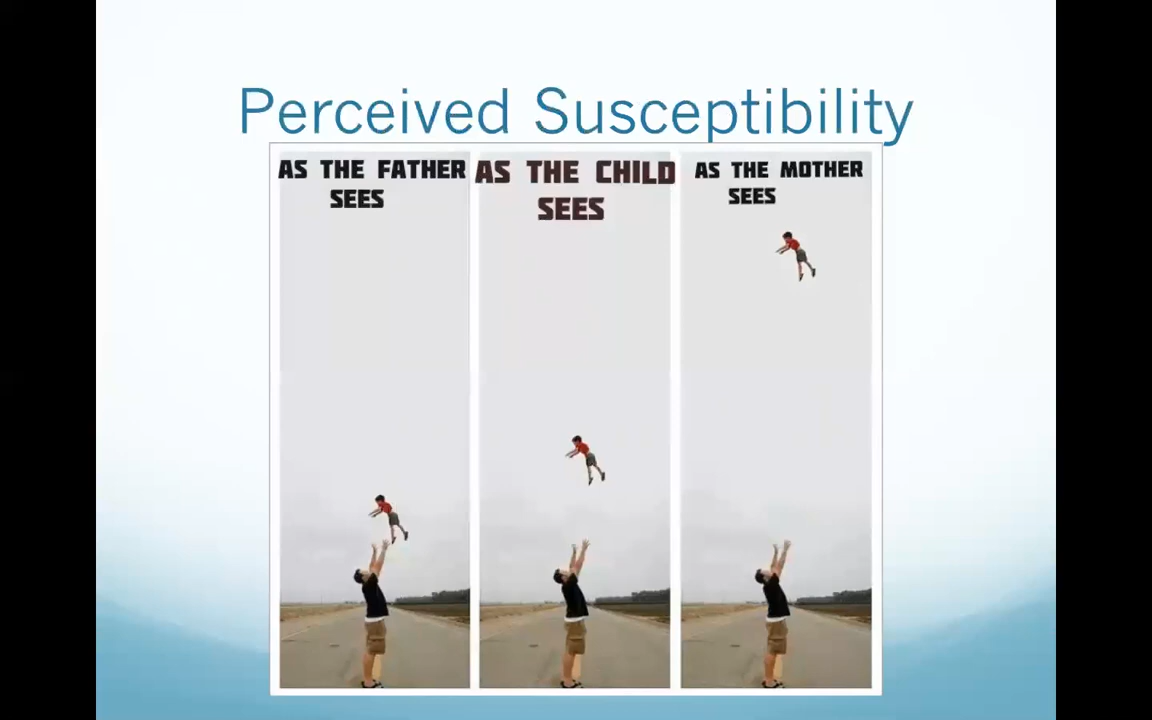 Perceived Susceptibility
AS THE FATHER
SEES
AS THE CHILD
SEES
AS THE MOTHER
SEES